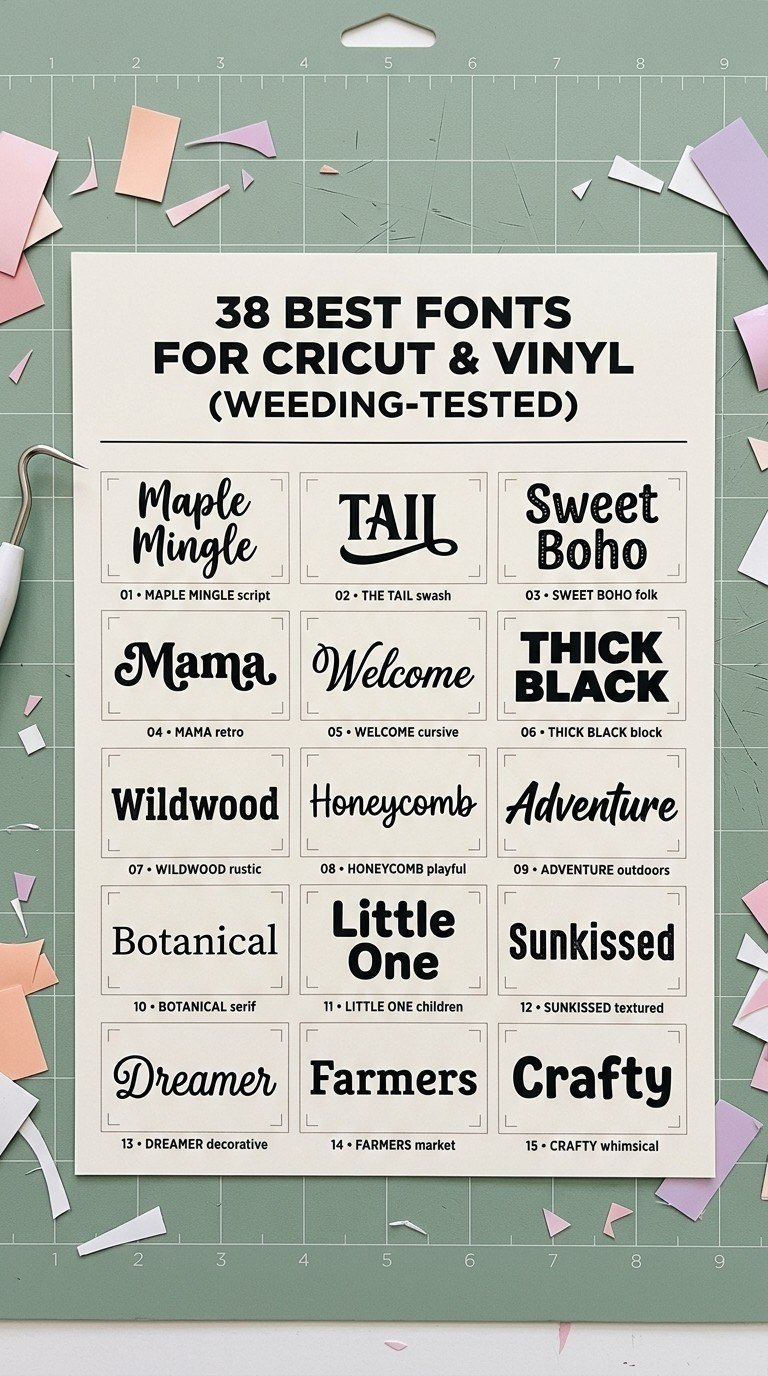 1 2 3 4 5 6 7 8 9
38 BEST FONTS
FOR CRICUT & VINYL
(WEEDING-TESTED)
Maple
Mingle
01 • MAPLE MINGLE script
TAIL
02 • THE TAIL swash
Sweet
Boho
03 • SWEET BOHO folk
Mama
04 • MAMA retro
Welcome
05 • WELCOME cursive
THICK
BLACK
06 • THICK BLACK block
Wildwood
07 • WILDWOOD rustic
Honeycomb
08 • HONEYCOMB playful
Adventure
09 • ADVENTURE outdoors
Botanical
10 • BOTANICAL serif
Little
One
11 • LITTLE ONE children
Sunkissed
12 • SUNKISSED textured
Dreamer
13 • DREAMER decorative
Farmers
14 • FARMERS market
Crafty
15 • CRAFTY whimsical
1 2 3 4 5 6 7 8 9